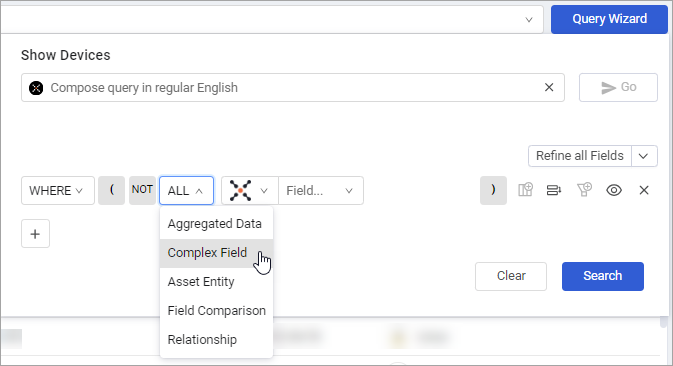 Query Wizard
Show Devices
Compose query in regular English
Go
Refine all Fields
WHERE ( NOT ALL Field... )
Aggregated Data
+
Complex Field
Asset Entity
Clear
Search
Field Comparison
Relationship